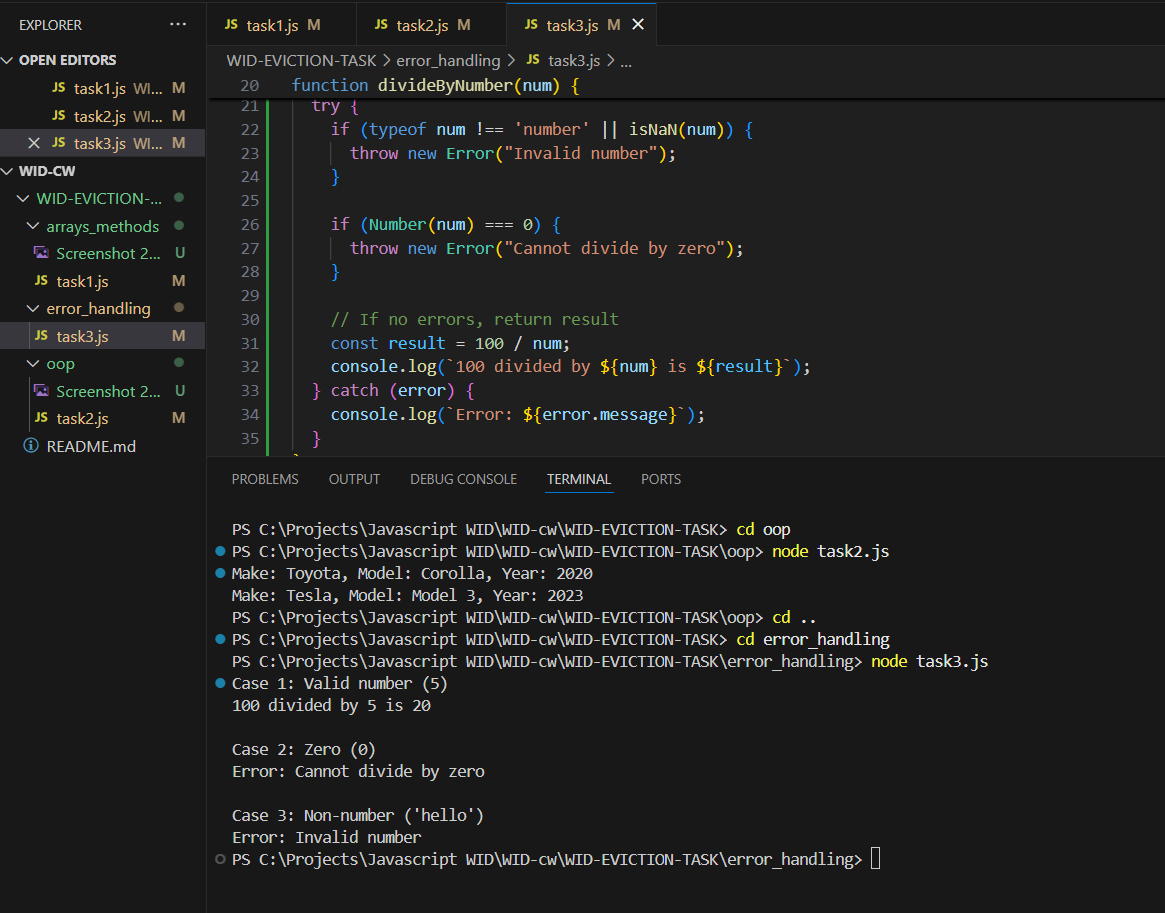 EXPLORER ...
OPEN EDITORS
JS task1.js WI... M
JS task2.js WI... M
JS task3.js WI... M
WID-CW
WID-EVICTION-...
arrays_methods
Screenshot 2... U
JS task1.js M
error_handling
JS task3.js M
oop
Screenshot 2... U
JS task2.js M
README.md
JS task1.js M JS task2.js M JS task3.js M
WID-EVICTION-TASK > error_handling > JS task3.js > ...
20 function divideByNumber(num) {
21 try {
22 if (typeof num !== 'number' || isNaN(num)) {
23 throw new Error("Invalid number");
24 }
25
26 if (Number(num) === 0) {
27 throw new Error("Cannot divide by zero");
28 }
29
30 // If no errors, return result
31 const result = 100 / num;
32 console.log(`100 divided by ${num} is ${result}`);
33 } catch (error) {
34 console.log(`Error: ${error.message}`);
35 }
PROBLEMS OUTPUT DEBUG CONSOLE TERMINAL PORTS
PS C:\Projects\Javascript WID\WID-cw\WID-EVICTION-TASK> cd oop
PS C:\Projects\Javascript WID\WID-cw\WID-EVICTION-TASK\oop> node task2.js
Make: Toyota, Model: Corolla, Year: 2020
Make: Tesla, Model: Model 3, Year: 2023
PS C:\Projects\Javascript WID\WID-cw\WID-EVICTION-TASK\oop> cd ..
PS C:\Projects\Javascript WID\WID-cw\WID-EVICTION-TASK> cd error_handling
PS C:\Projects\Javascript WID\WID-cw\WID-EVICTION-TASK\error_handling> node task3.js
Case 1: Valid number (5)
100 divided by 5 is 20
Case 2: Zero (0)
Error: Cannot divide by zero
Case 3: Non-number ('hello')
Error: Invalid number
PS C:\Projects\Javascript WID\WID-cw\WID-EVICTION-TASK\error_handling>